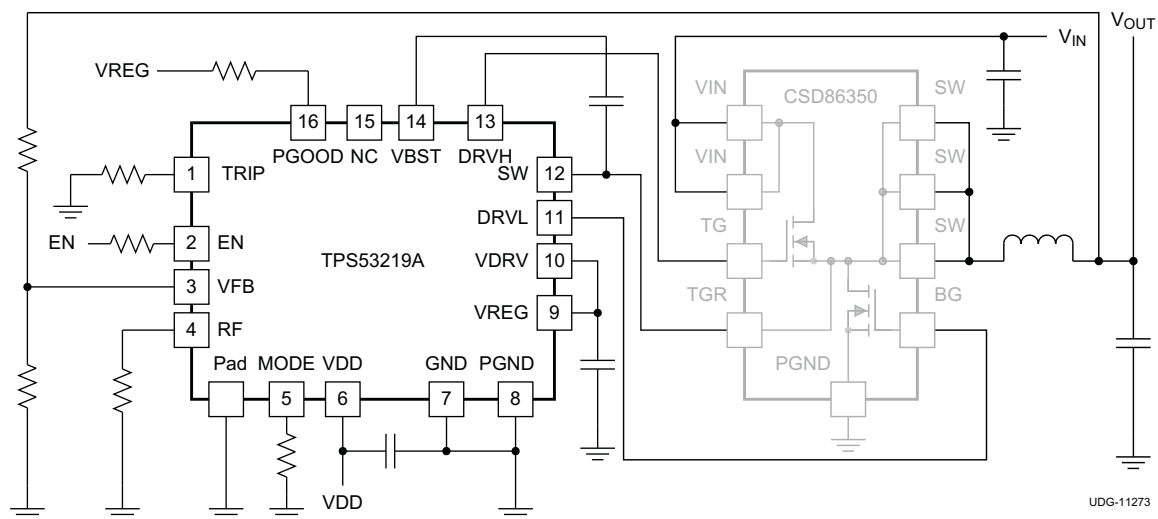 V_OUT
V_IN
VREG
VIN
CSD86350
SW
16 15 14 13
PGOOD NC VBST DRVH
VIN
SW
1 TRIP
SW 12
TG
SW
DRVL 11
EN 2 EN
TPS53219A
VDRV 10
3 VFB
TGR
BG
VREG 9
4 RF
Pad MODE VDD GND PGND
PGND
5 6 7 8
VDD
UDG-11273